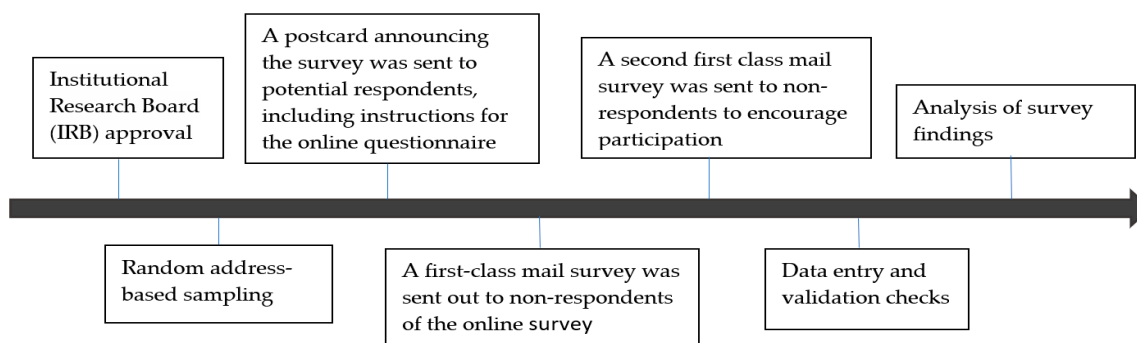 Institutional
Research Board
(IRB) approval
Random address-
based sampling
A postcard announcing
the survey was sent to
potential respondents,
including instructions for
the online questionnaire
A first-class mail survey was
sent out to non-respondents
of the online survey
A second first class mail
survey was sent to non-
respondents to encourage
participation
Data entry and
validation checks
Analysis of survey
findings